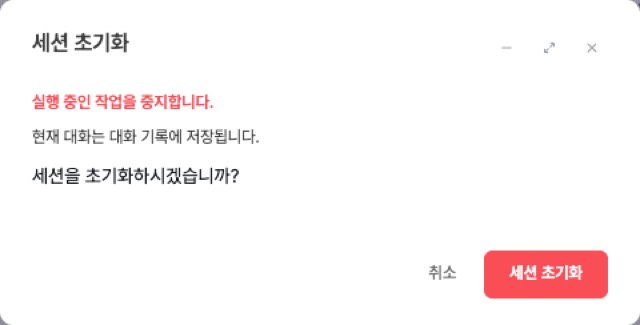 세션 초기화
실행 중인 작업을 중지합니다.
현재 대화는 대화 기록에 저장됩니다.
세션을 초기화하시겠습니까?
취소
세션 초기화